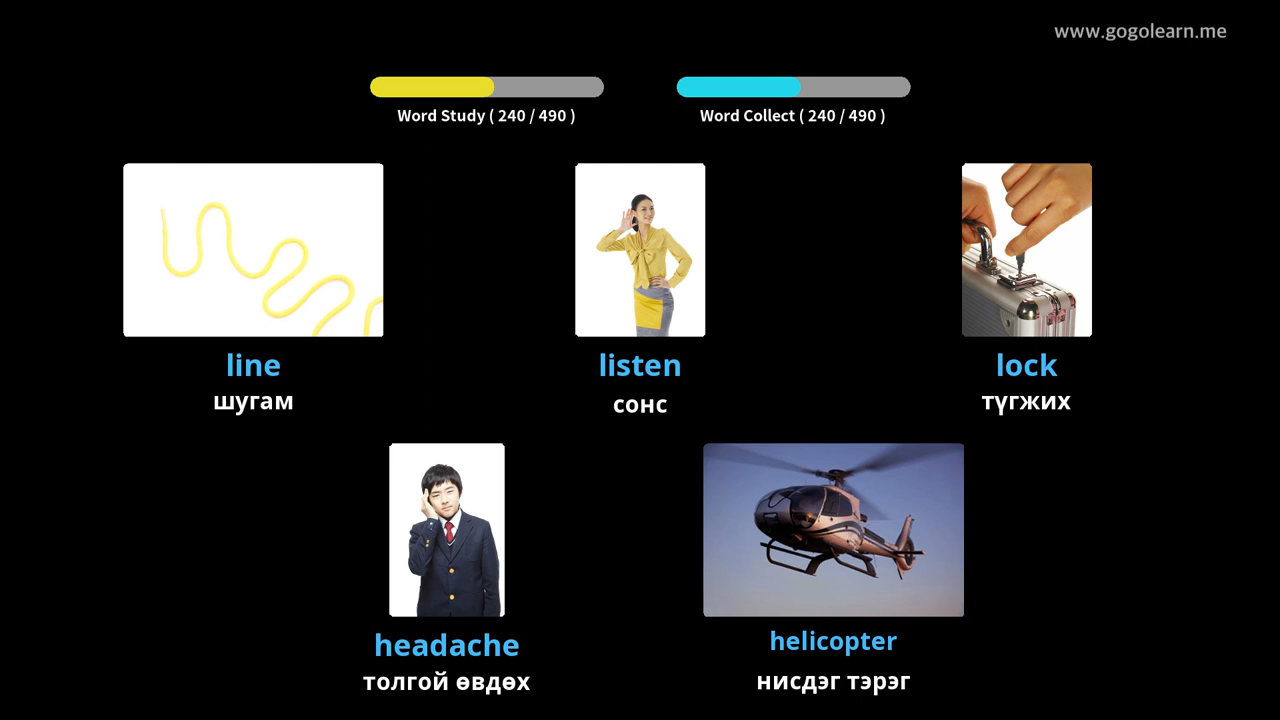 www.gogolearn.me
Word Study ( 240 / 490 )
Word Collect ( 240 / 490 )
line
шугам
listen
сонс
lock
түгжих
headache
толгой өвдөх
helicopter
нисдэг тэрэг